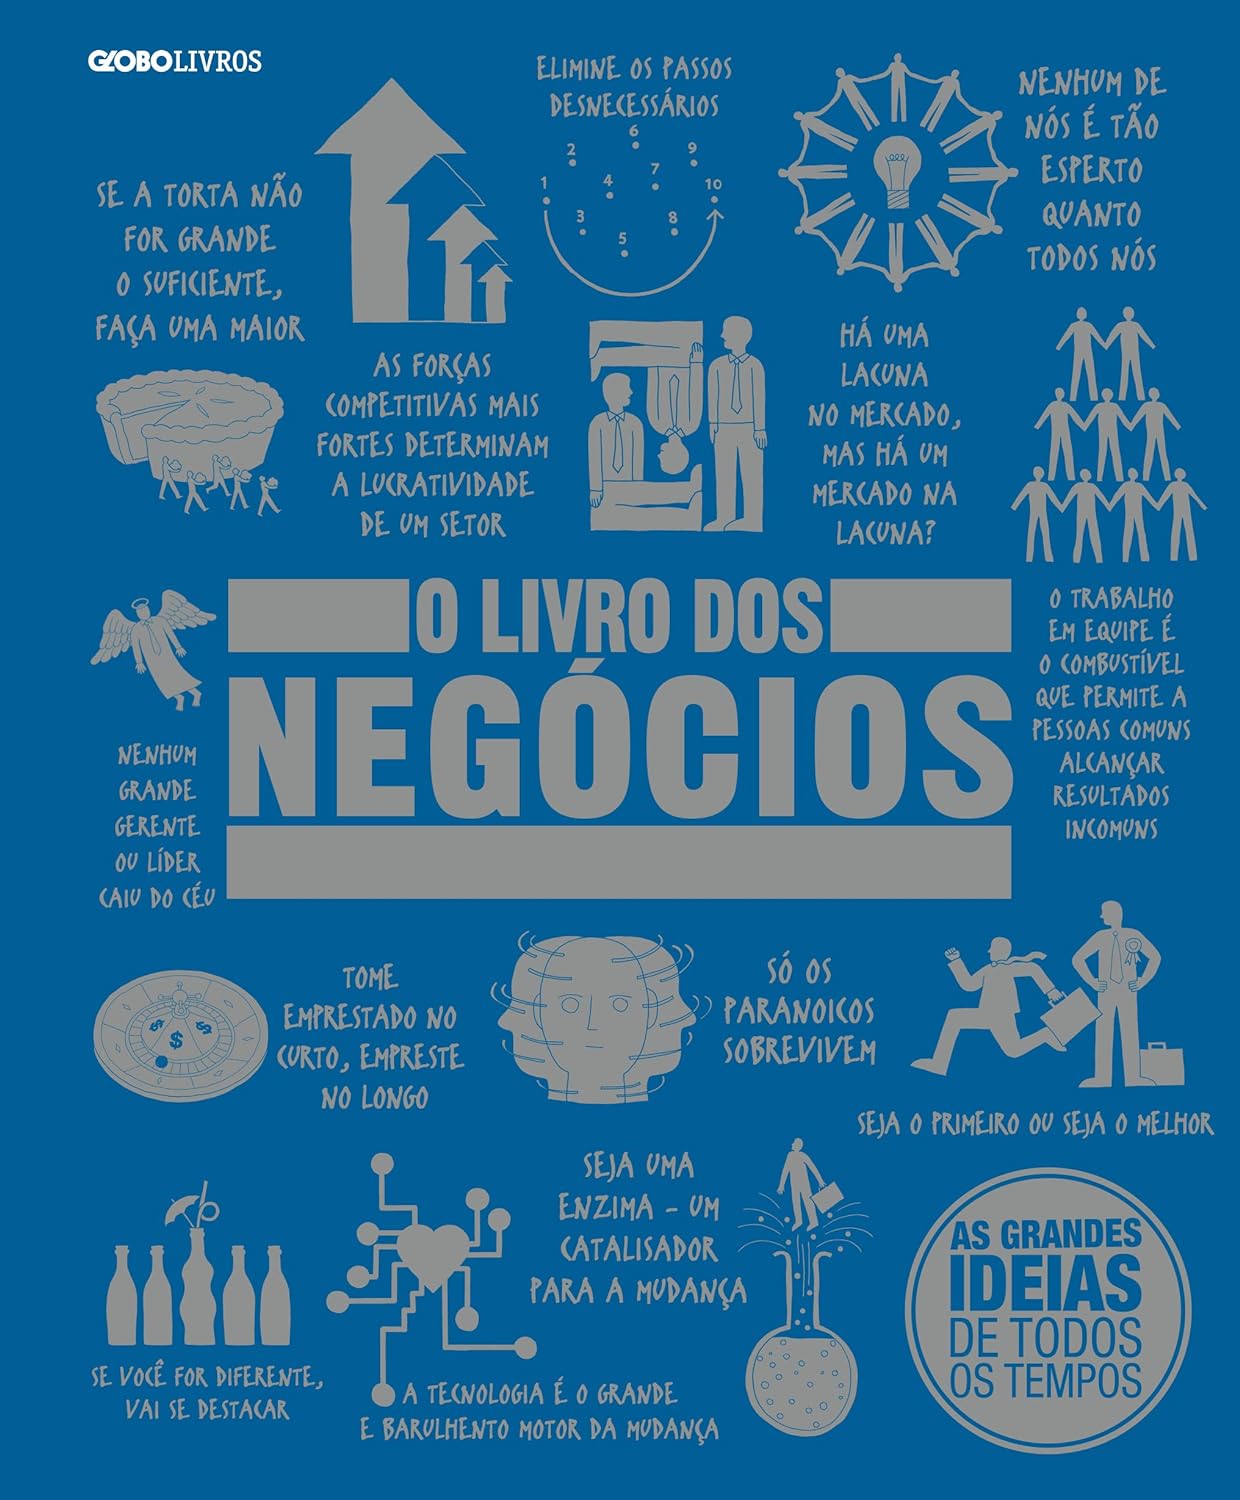 GLOBOLIVROS
ELIMINE OS PASSOS
DESNECESSÁRIOS
1
2
3
4
5
6
7
8
9
10
NENHUM DE
NÓS É TÃO
ESPERTO
QUANTO
TODOS NÓS
SE A TORTA NÃO
FOR GRANDE
O SUFICIENTE,
FAÇA UMA MAIOR
AS FORÇAS
COMPETITIVAS MAIS
FORTES DETERMINAM
A LUCRATIVIDADE
DE UM SETOR
HÁ UMA
LACUNA
NO MERCADO,
MAS HÁ UM
MERCADO NA
LACUNA?
O LIVRO DOS
NEGÓCIOS
O TRABALHO
EM EQUIPE É
O COMBUSTÍVEL
QUE PERMITE A
PESSOAS COMUNS
ALCANÇAR
RESULTADOS
INCOMUNS
NENHUM
GRANDE
GERENTE
OU LÍDER
CAIU DO CÉU
TOME
EMPRESTADO NO
CURTO, EMPRESTE
NO LONGO
$ $ $
SÓ OS
PARANOICOS
SOBREVIVEM
SEJA O PRIMEIRO OU SEJA O MELHOR
SEJA UMA
ENZIMA – UM
CATALISADOR
PARA A MUDANÇA
SE VOCÊ FOR DIFERENTE,
VAI SE DESTACAR
A TECNOLOGIA É O GRANDE
E BARULHENTO MOTOR DA MUDANÇA
AS GRANDES
IDEIAS
DE TODOS
OS TEMPOS